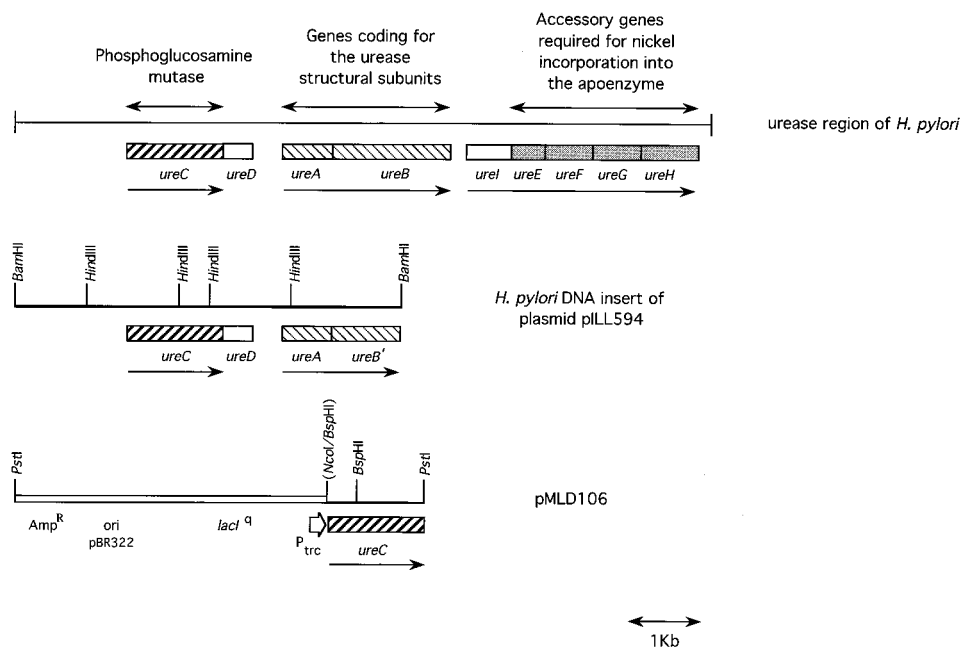 Phosphoglucosamine
mutase
Genes coding for
the urease
structural subunits
Accessory genes
required for nickel
incorporation into
the apoenzyme
urease region of H. pylori
ureC
ureD
ureA
ureB
ureI
ureE
ureF
ureG
ureH
BamHI
HindIII
HindIII
HindIII
HindIII
BamHI
H. pylori DNA insert of
plasmid pILL594
ureC
ureD
ureA
ureB'
PstI
(NcoI/BspHI)
BspHI
PstI
pMLD106
Amp R
ori
pBR322
lacI q
P trc
ureC
1Kb